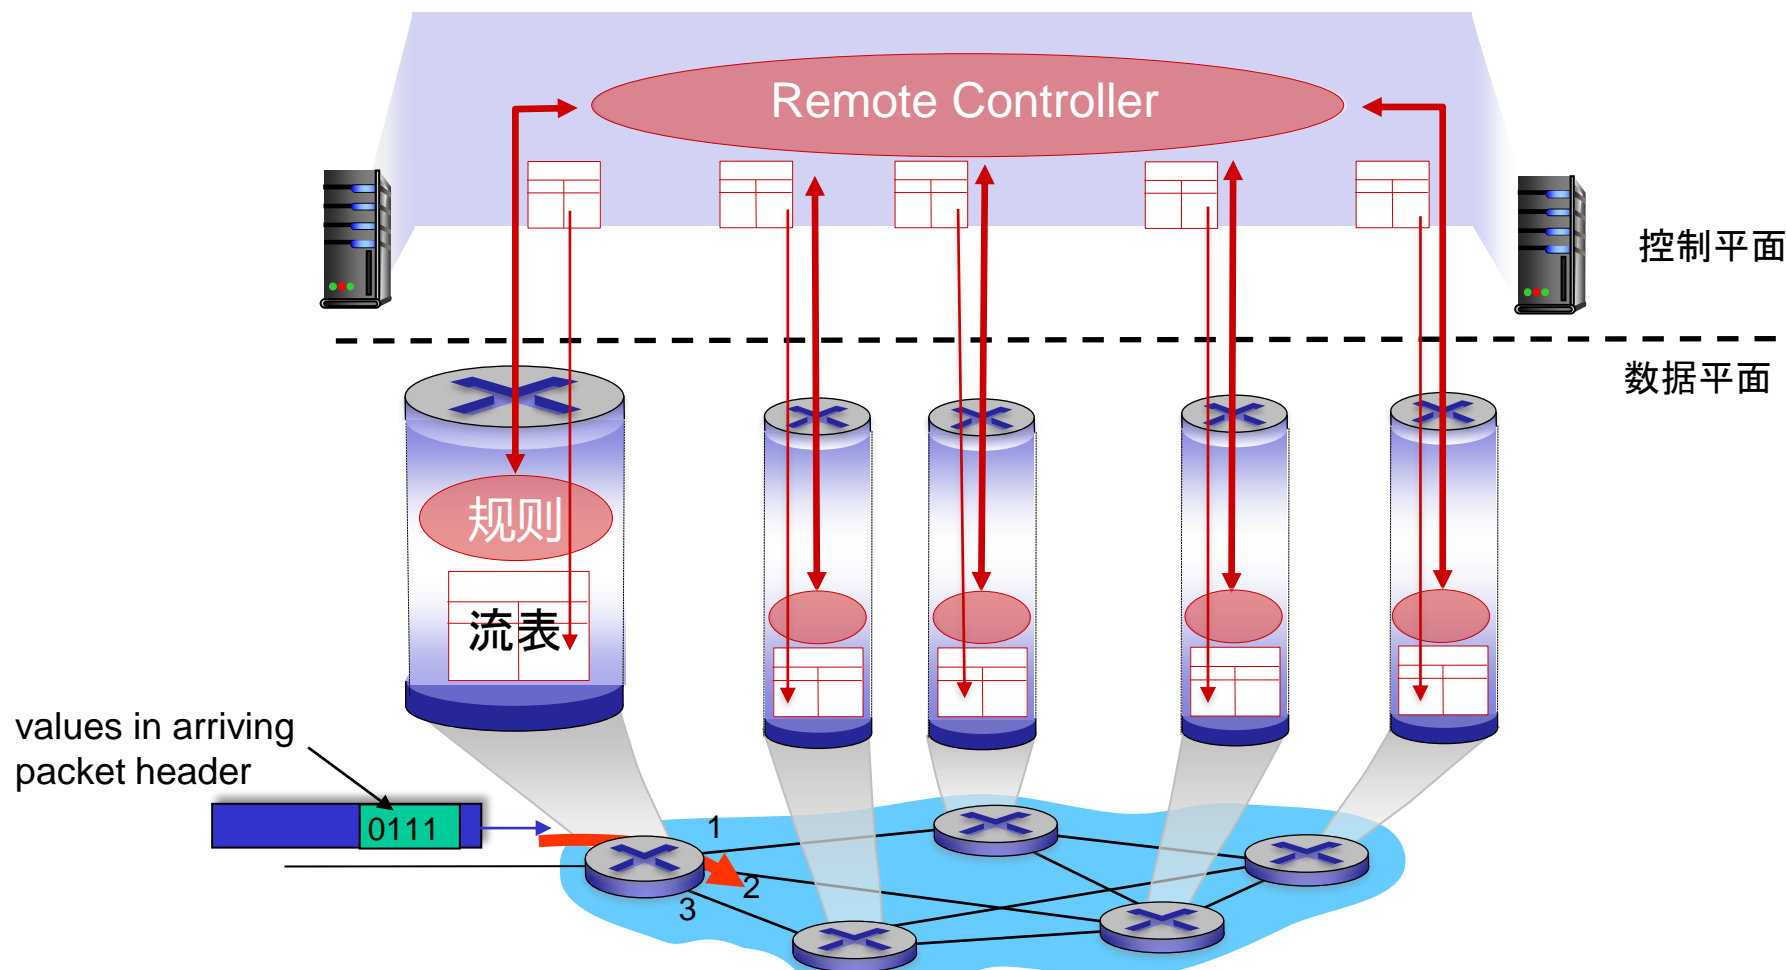 Remote Controller
控制平面
数据平面
规则
流表
values in arriving
packet header
0111
1
2
3